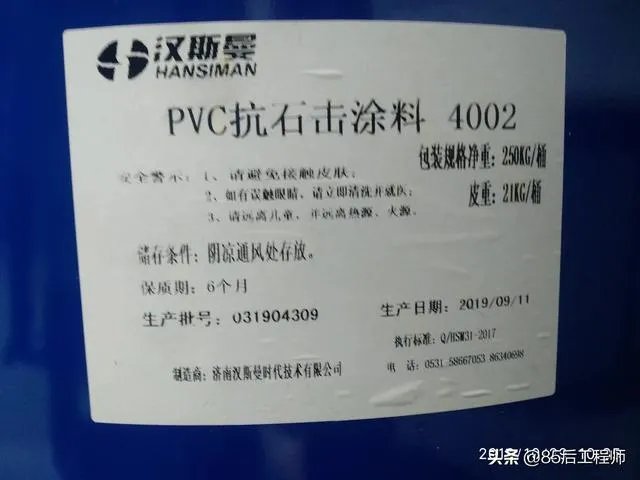 汉斯曼
HANSIMAN
PVC抗石击涂料 4002
包装规格净重：250KG/桶
皮重：21KG/桶
安全警示：1、请避免接触皮肤；
2、如有误触眼睛，请立即清洗并就医；
3、请远离儿童，并远离热源、火源。
储存条件：阴凉通风处存放。
保质期：6个月
生产批号：031904309
生产日期：2019/09/11
执行标准：Q/HSM31-2017
制造商：济南汉斯曼时代技术有限公司
电 话：0531 58667053 86340698
头条 @85后工程师